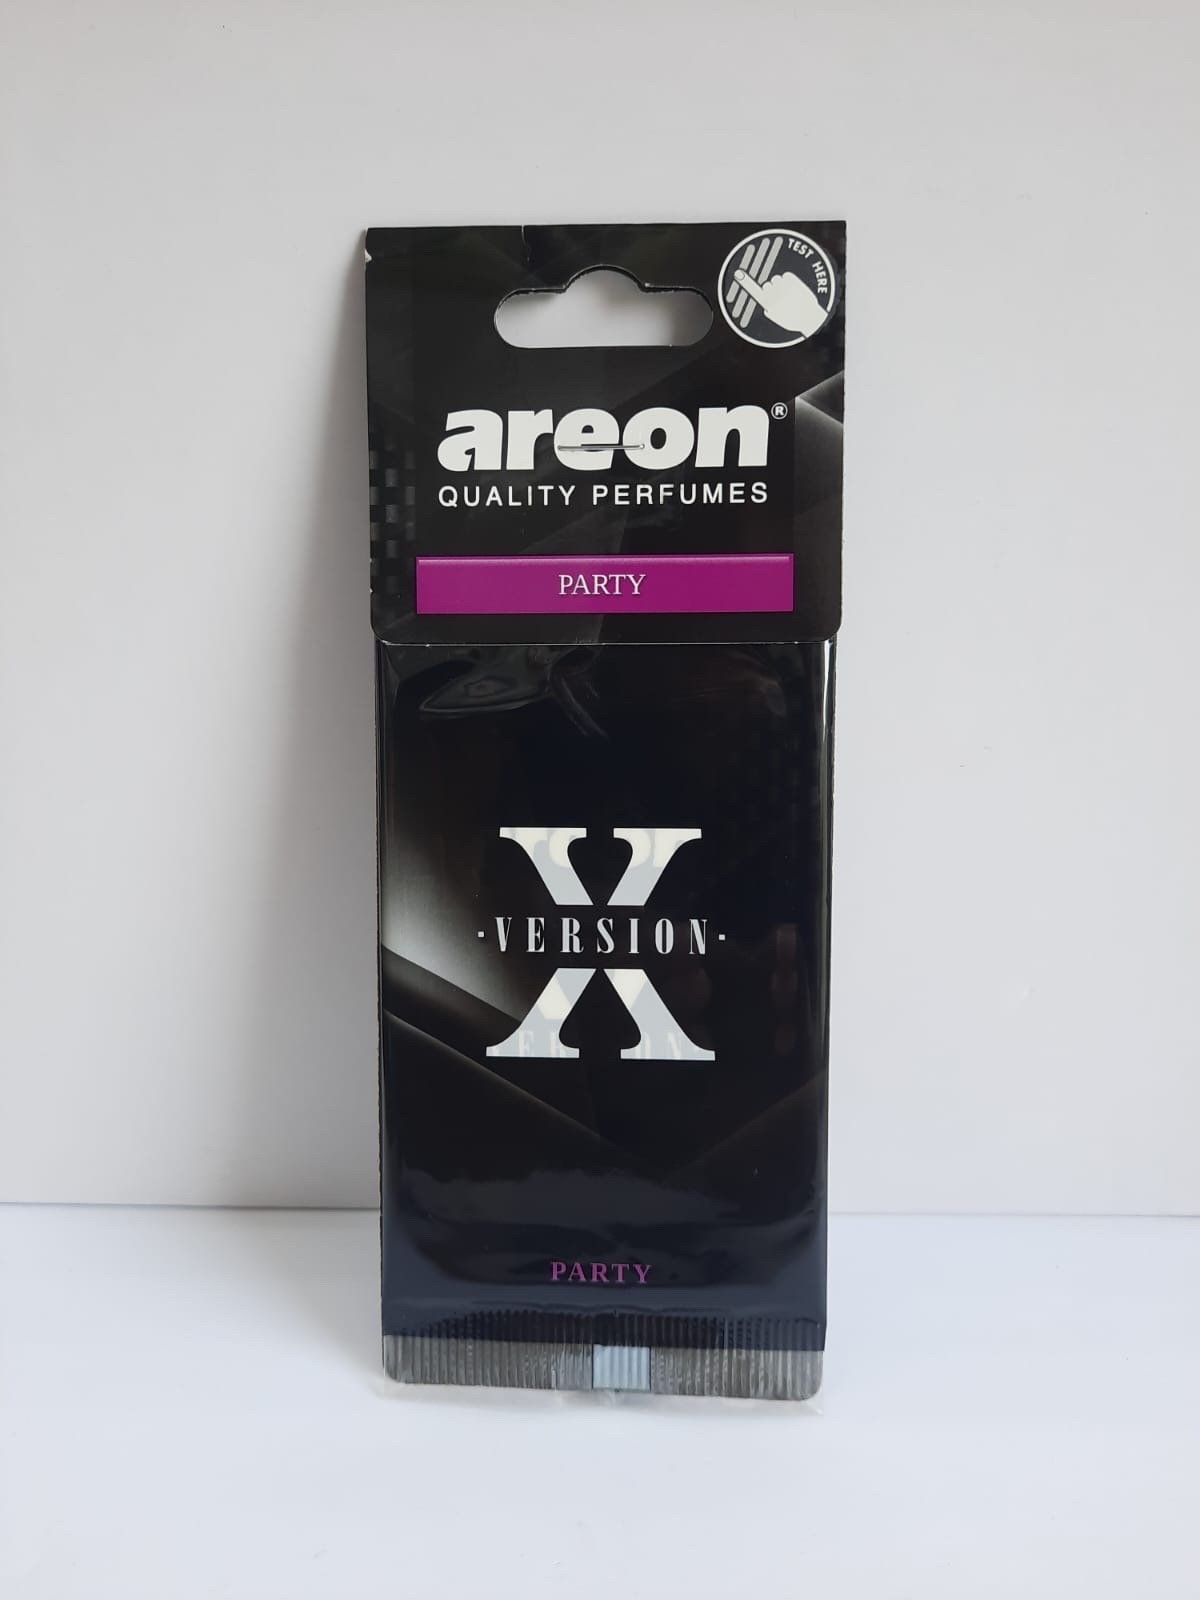 TEST HERE
areon®
QUALITY PERFUMES
PARTY
X
·VERSION·
PARTY